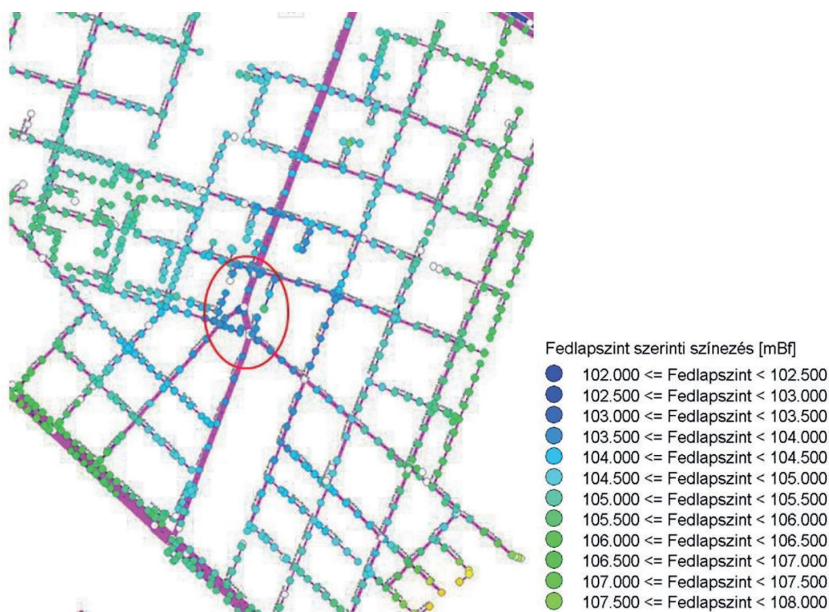 Fedlapszint szerinti színezés [mBf]
102.000 <= Fedlapszint < 102.500
102.500 <= Fedlapszint < 103.000
103.000 <= Fedlapszint < 103.500
103.500 <= Fedlapszint < 104.000
104.000 <= Fedlapszint < 104.500
104.500 <= Fedlapszint < 105.000
105.000 <= Fedlapszint < 105.500
105.500 <= Fedlapszint < 106.000
106.000 <= Fedlapszint < 106.500
106.500 <= Fedlapszint < 107.000
107.000 <= Fedlapszint < 107.500
107.500 <= Fedlapszint < 108.000